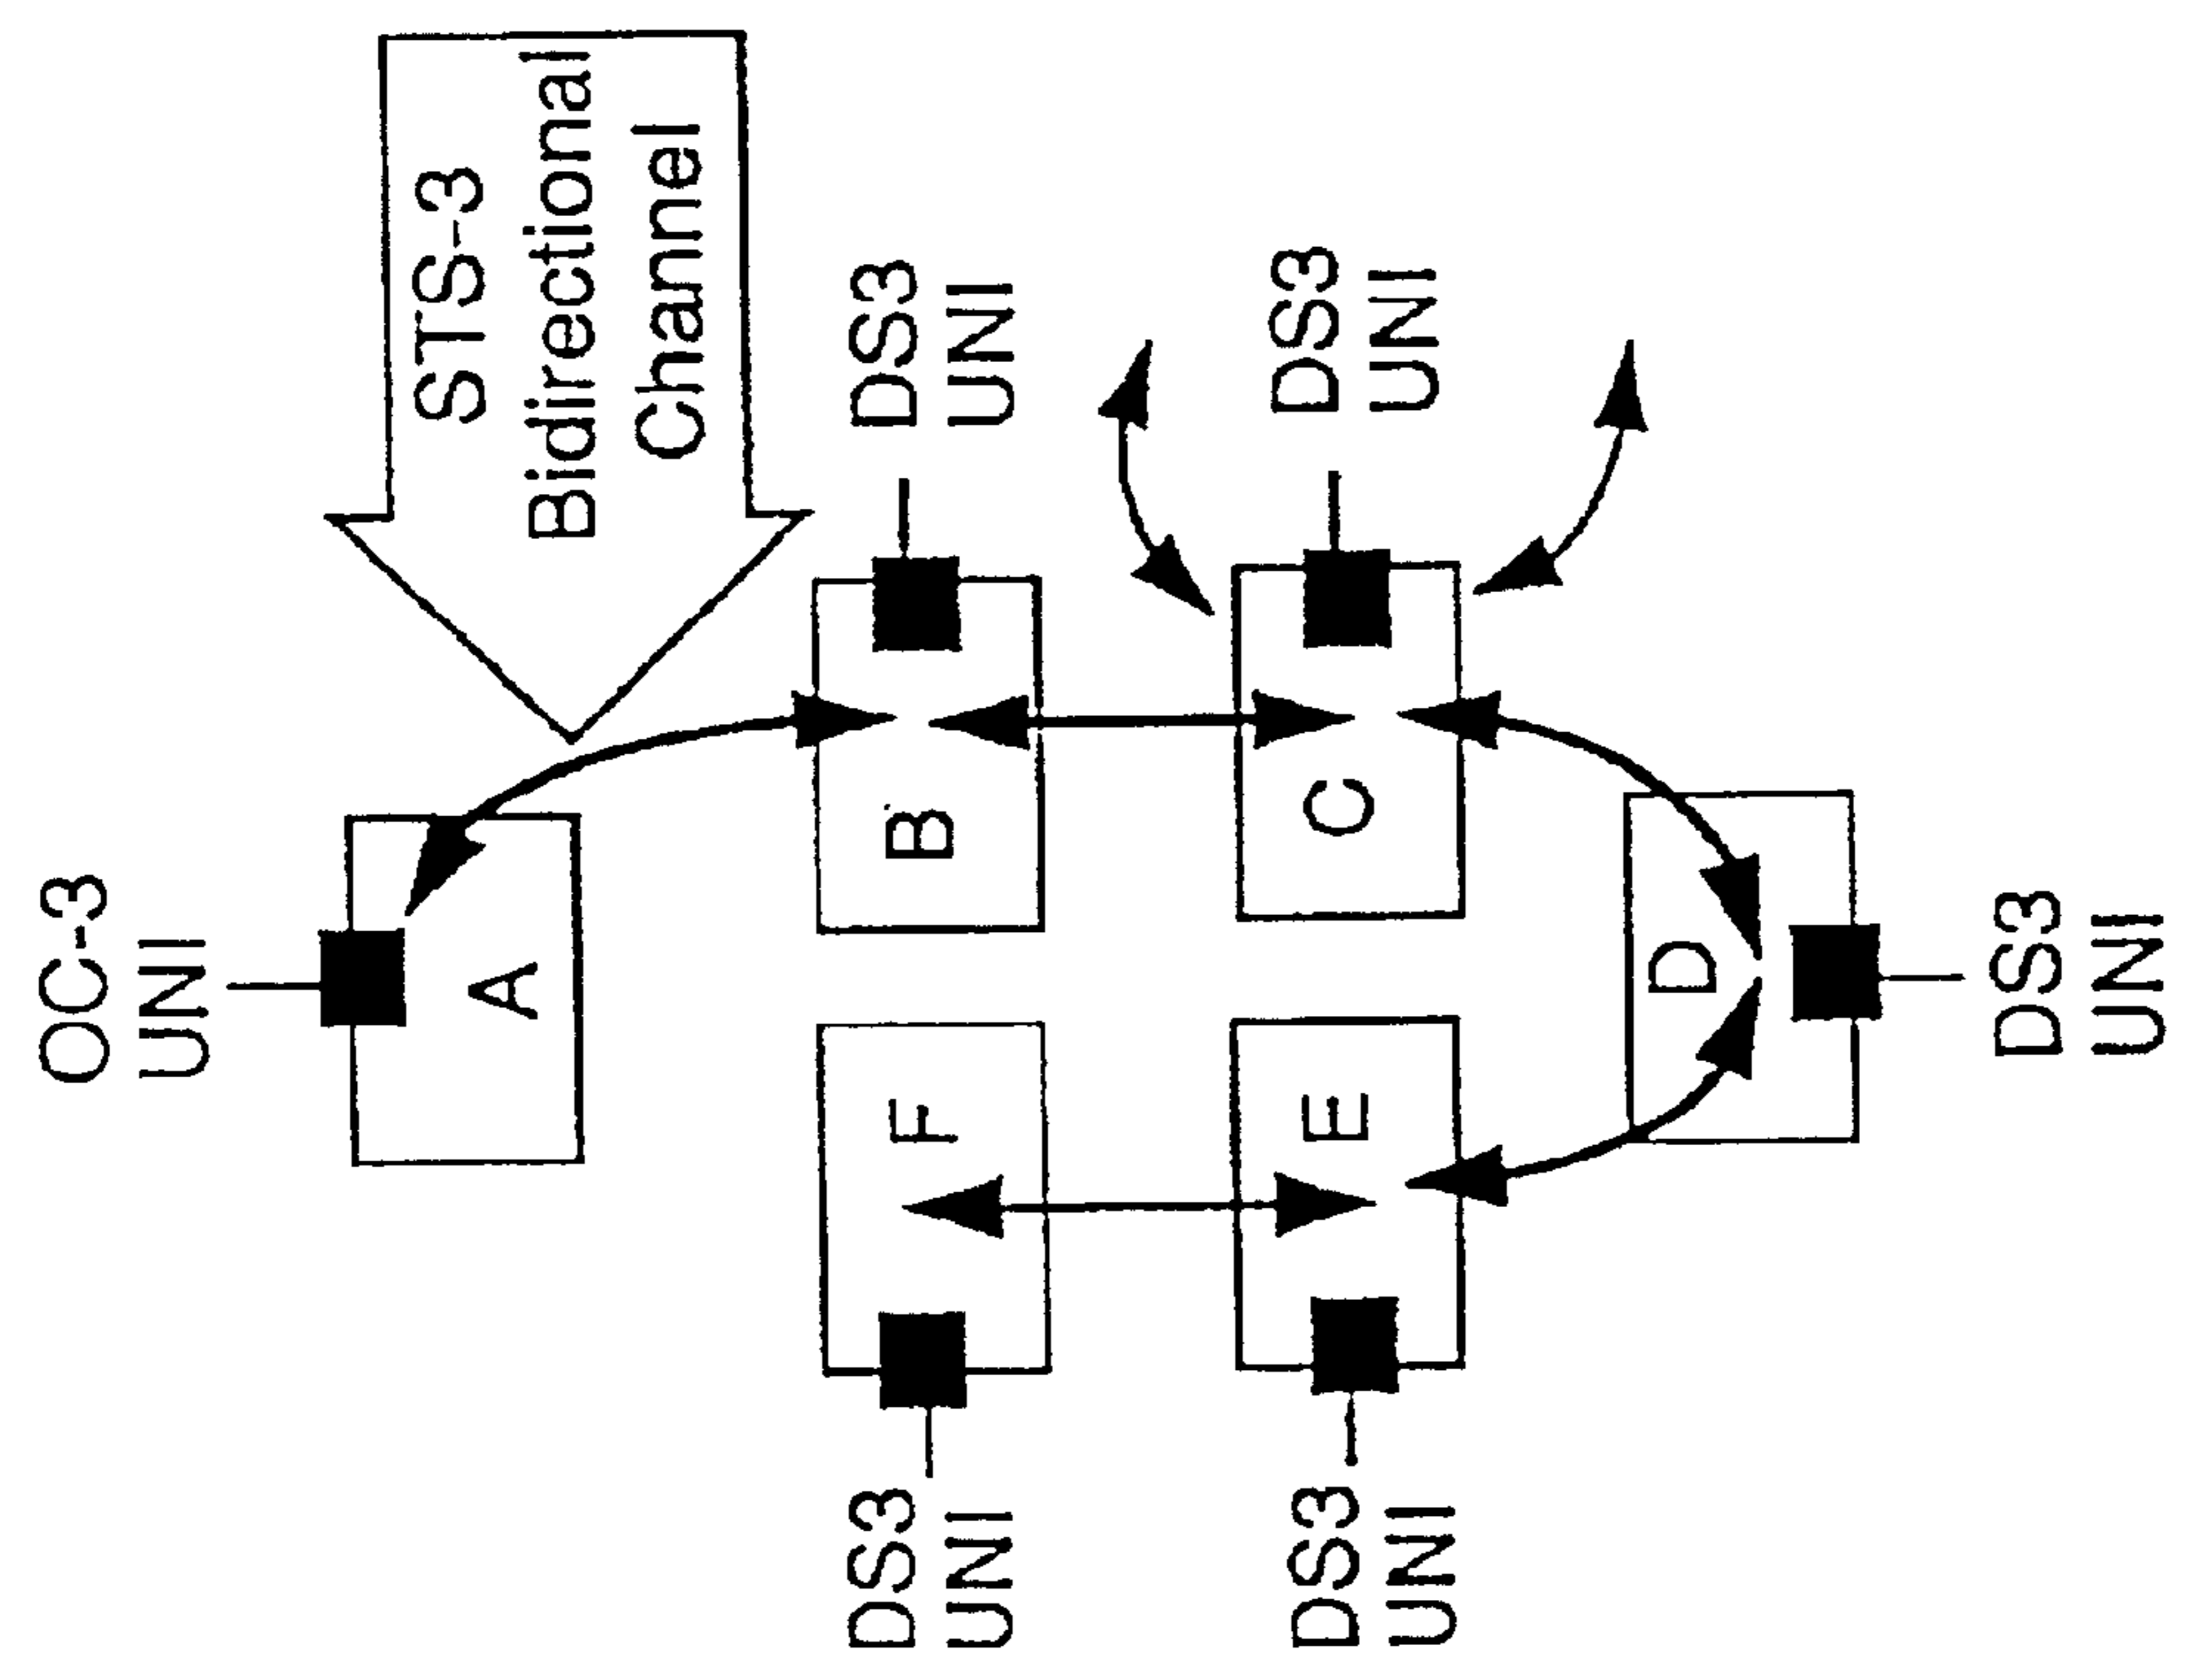 OC-3
UNI
A
STS-3
Bidirectional
Channel
DS3
UNI
F
B
DS3
UNI
DS3
UNI
E
C
DS3
UNI
D
DS3
UNI